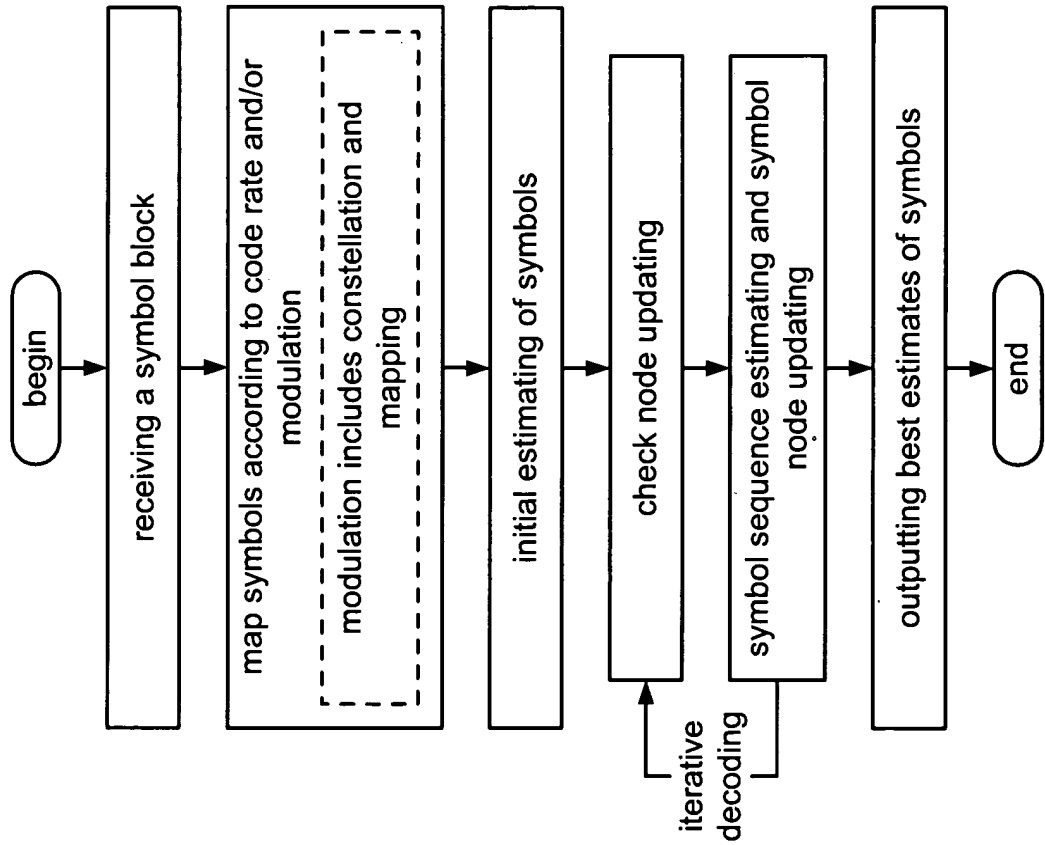 begin
receiving a symbol block
map symbols according to code rate and/or
modulation
modulation includes constellation and
mapping
initial estimating of symbols
check node updating
symbol sequence estimating and symbol
node updating
iterative
decoding
outputting best estimates of symbols
end